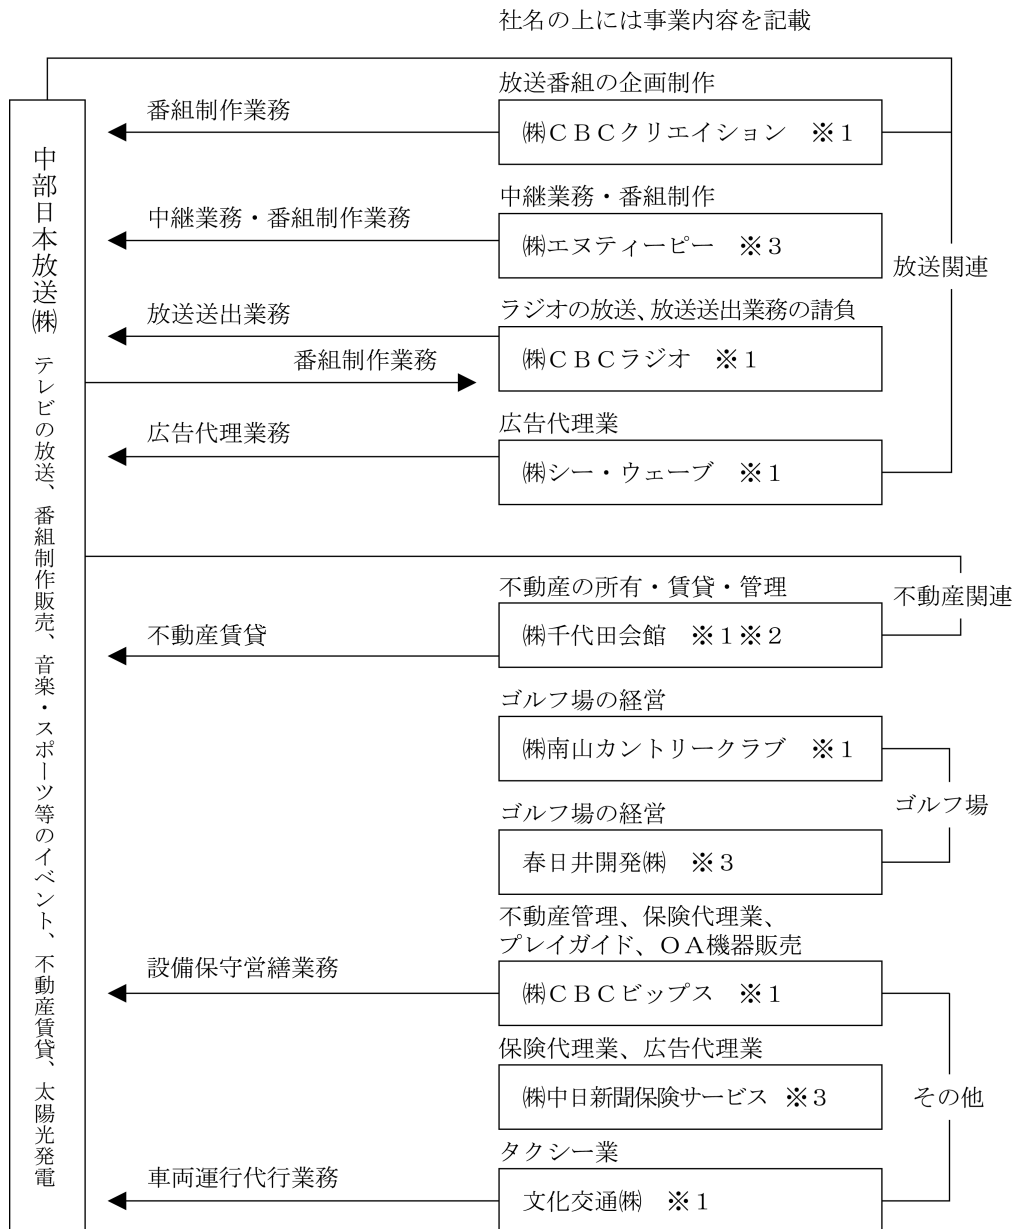 社名の上には事業内容を記載
中部日本放送㈱ テレビの放送、番組制作販売、音楽・スポーツ等のイベント、不動産賃貸、太陽光発電
放送番組の企画制作
番組制作業務
㈱ＣＢＣクリエイション　※１
中継業務・番組制作
中継業務・番組制作業務
㈱エヌティーピー　※３
放送関連
ラジオの放送、放送送出業務の請負
放送送出業務
㈱ＣＢＣラジオ　※１
番組制作業務
広告代理業
広告代理業務
㈱シー・ウェーブ　※１
不動産の所有・賃貸・管理
不動産関連
不動産賃貸
㈱千代田会館　※１※２
ゴルフ場の経営
㈱南山カントリークラブ　※１
ゴルフ場
ゴルフ場の経営
春日井開発㈱　※３
不動産管理、保険代理業、
プレイガイド、ＯＡ機器販売
設備保守営繕業務
㈱ＣＢＣビップス　※１
保険代理業、広告代理業
㈱中日新聞保険サービス　※３
その他
タクシー業
車両運行代行業務
文化交通㈱　※１